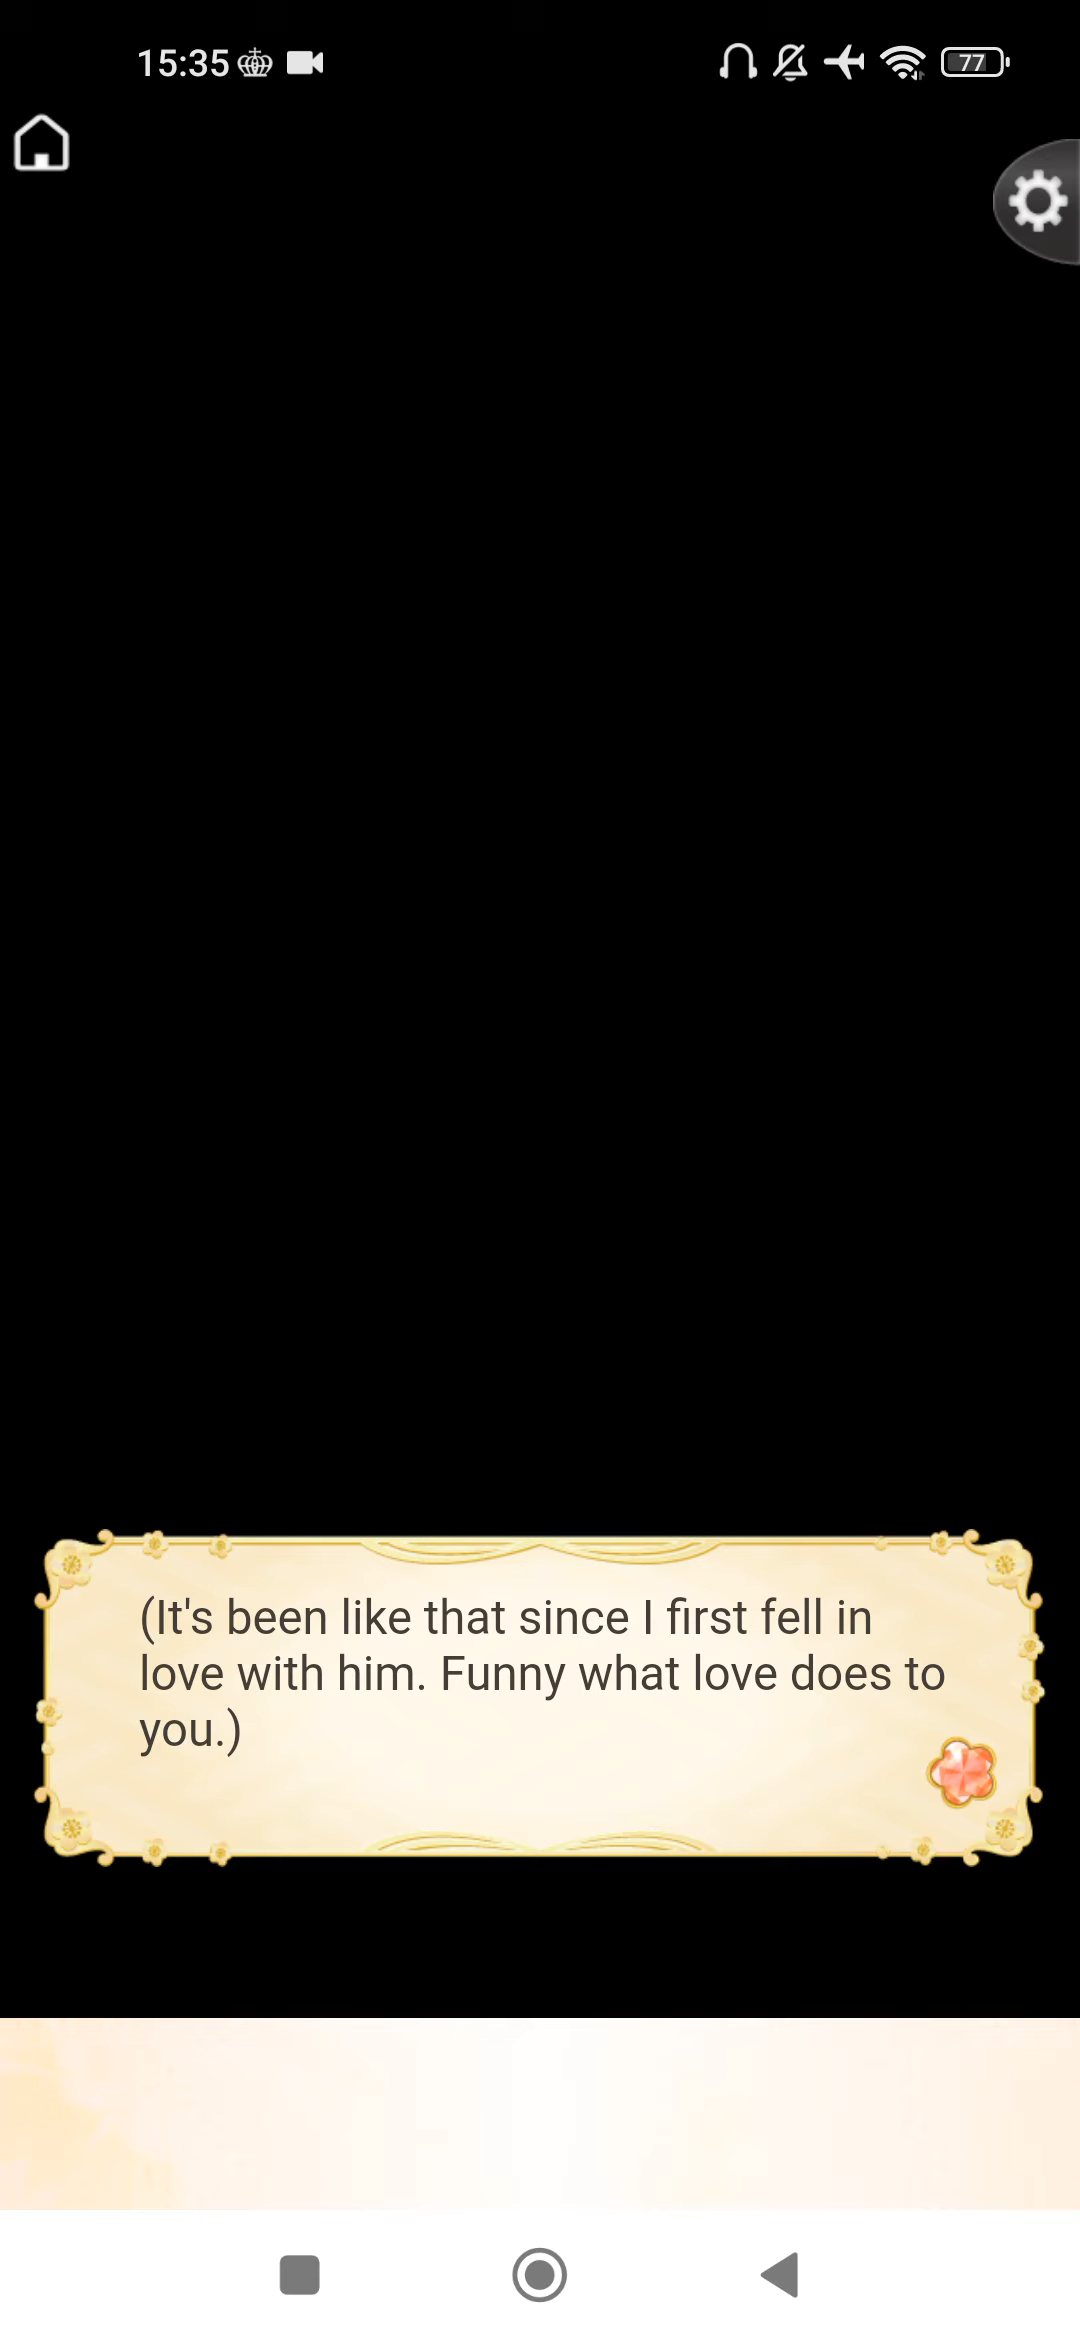 15:35
77
(It's been like that since I first fell in
love with him. Funny what love does to
you.)